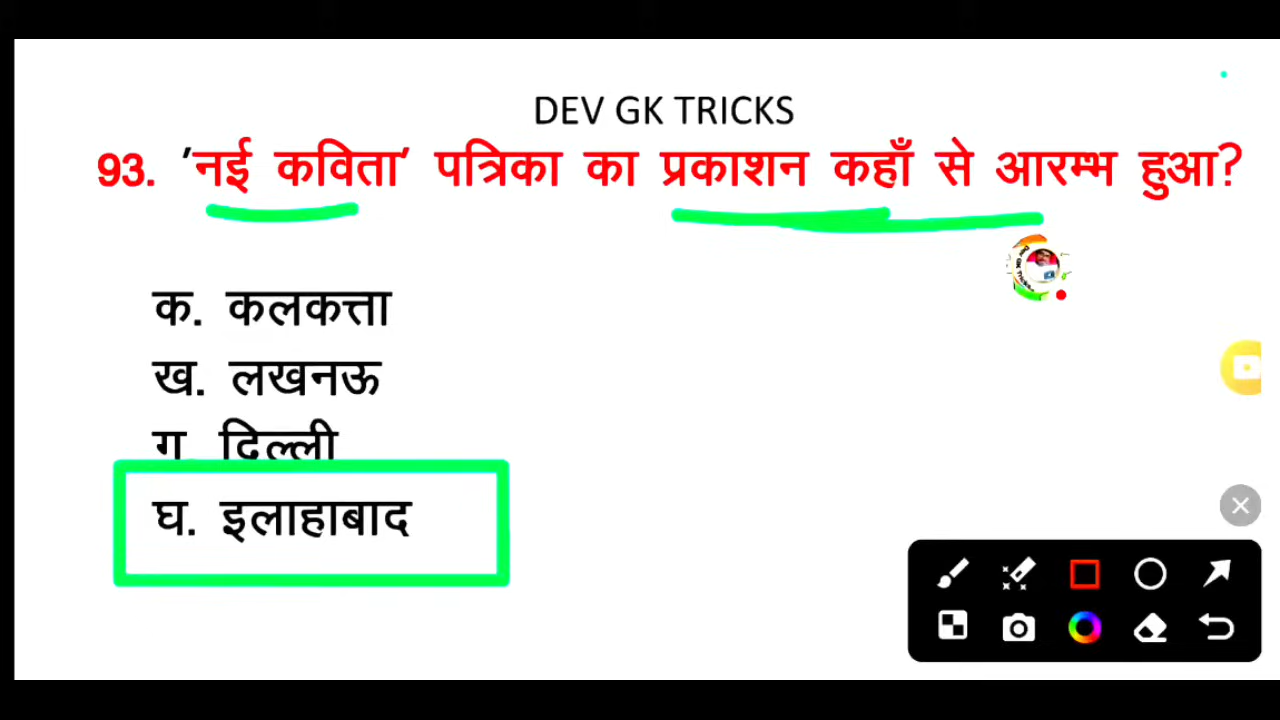 DEV GK TRICKS
93. 'नई कविता' पत्रिका का प्रकाशन कहाँ से आरम्भ हुआ?
क. कलकत्ता
ख. लखनऊ
ग. दिल्ली
घ. इलाहाबाद